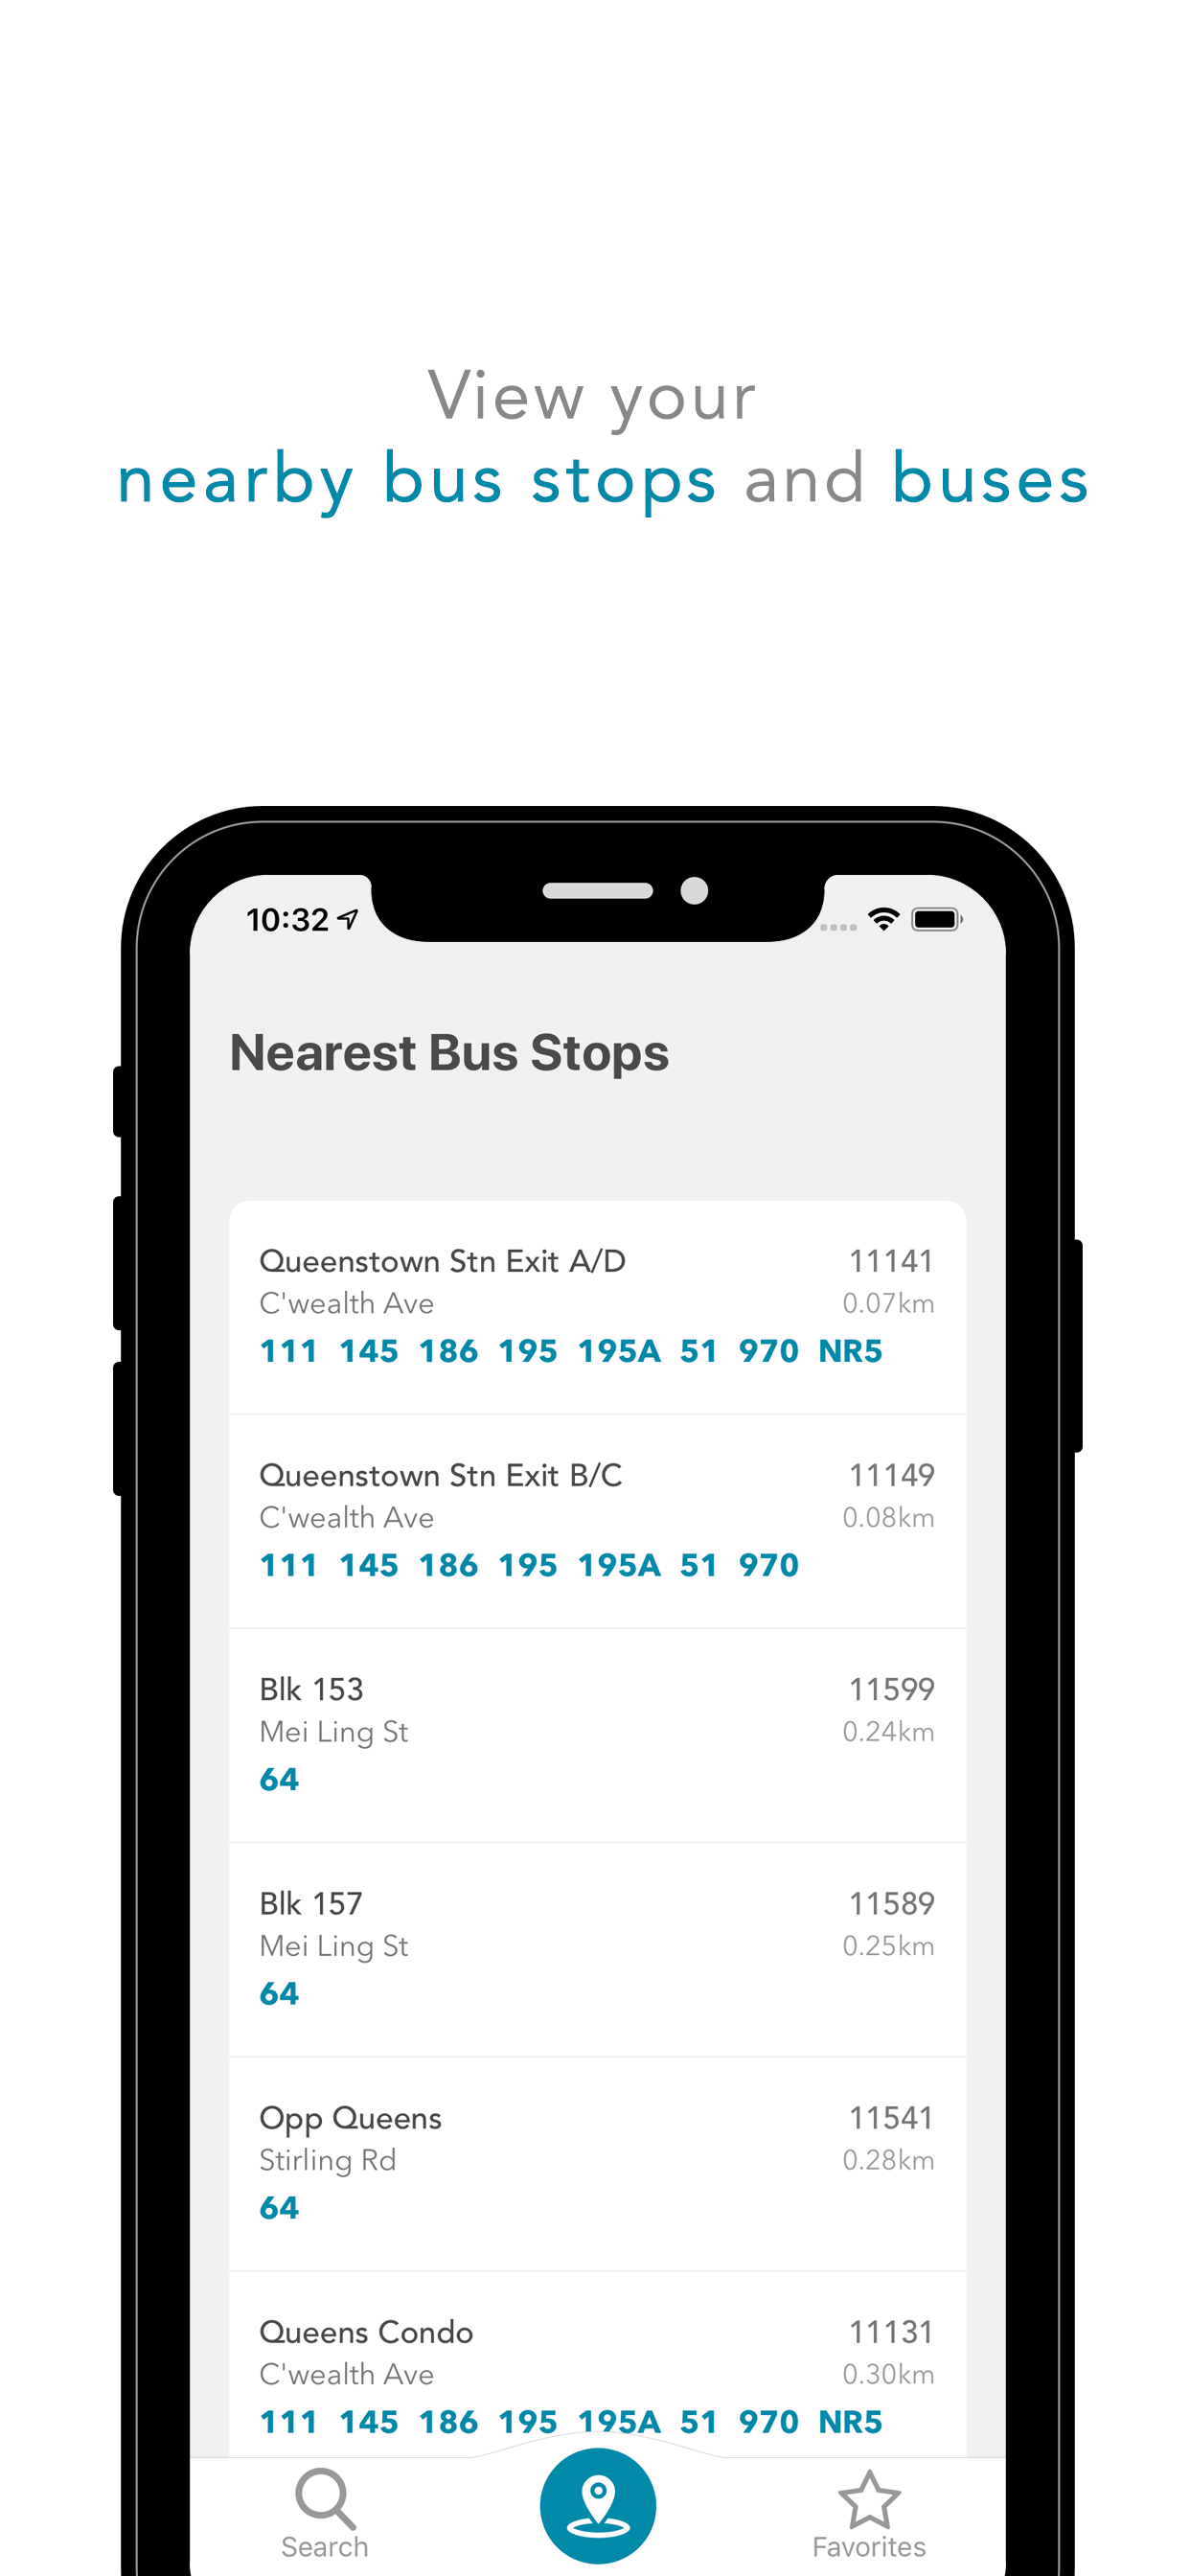 View your
nearby bus stops and buses
10:32
Nearest Bus Stops
Queenstown Stn Exit A/D 11141
C'wealth Ave 0.07km
111 145 186 195 195A 51 970 NR5
Queenstown Stn Exit B/C 11149
C'wealth Ave 0.08km
111 145 186 195 195A 51 970
Blk 153 11599
Mei Ling St 0.24km
64
Blk 157 11589
Mei Ling St 0.25km
64
Opp Queens 11541
Stirling Rd 0.28km
64
Queens Condo 11131
C'wealth Ave 0.30km
111 145 186 195 195A 51 970 NR5
Search Favorites